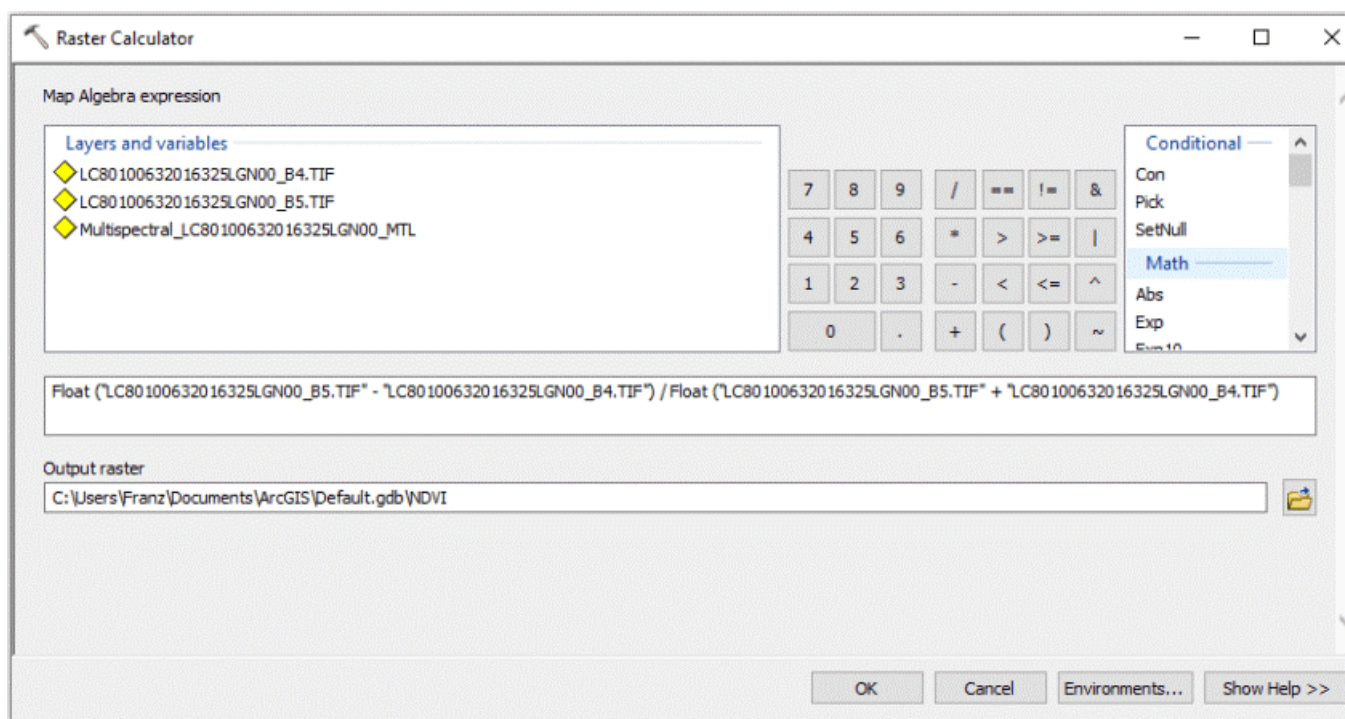 Raster Calculator
Map Algebra expression
Layers and variables
LC80100632016325LGN00_B4.TIF
LC80100632016325LGN00_B5.TIF
Multispectral_LC80100632016325LGN00_MTL
7 8 9 / == != &
4 5 6 * > >= |
1 2 3 - < <= ^
0 . + ( ) ~
Conditional
Con
Pick
SetNull
Math
Abs
Exp
Exp10
Float ("LC80100632016325LGN00_B5.TIF" - "LC80100632016325LGN00_B4.TIF") / Float ("LC80100632016325LGN00_B5.TIF" + "LC80100632016325LGN00_B4.TIF")
Output raster
C:\Users\Franz\Documents\ArcGIS\Default.gdb\NDVI
OK Cancel Environments... Show Help >>